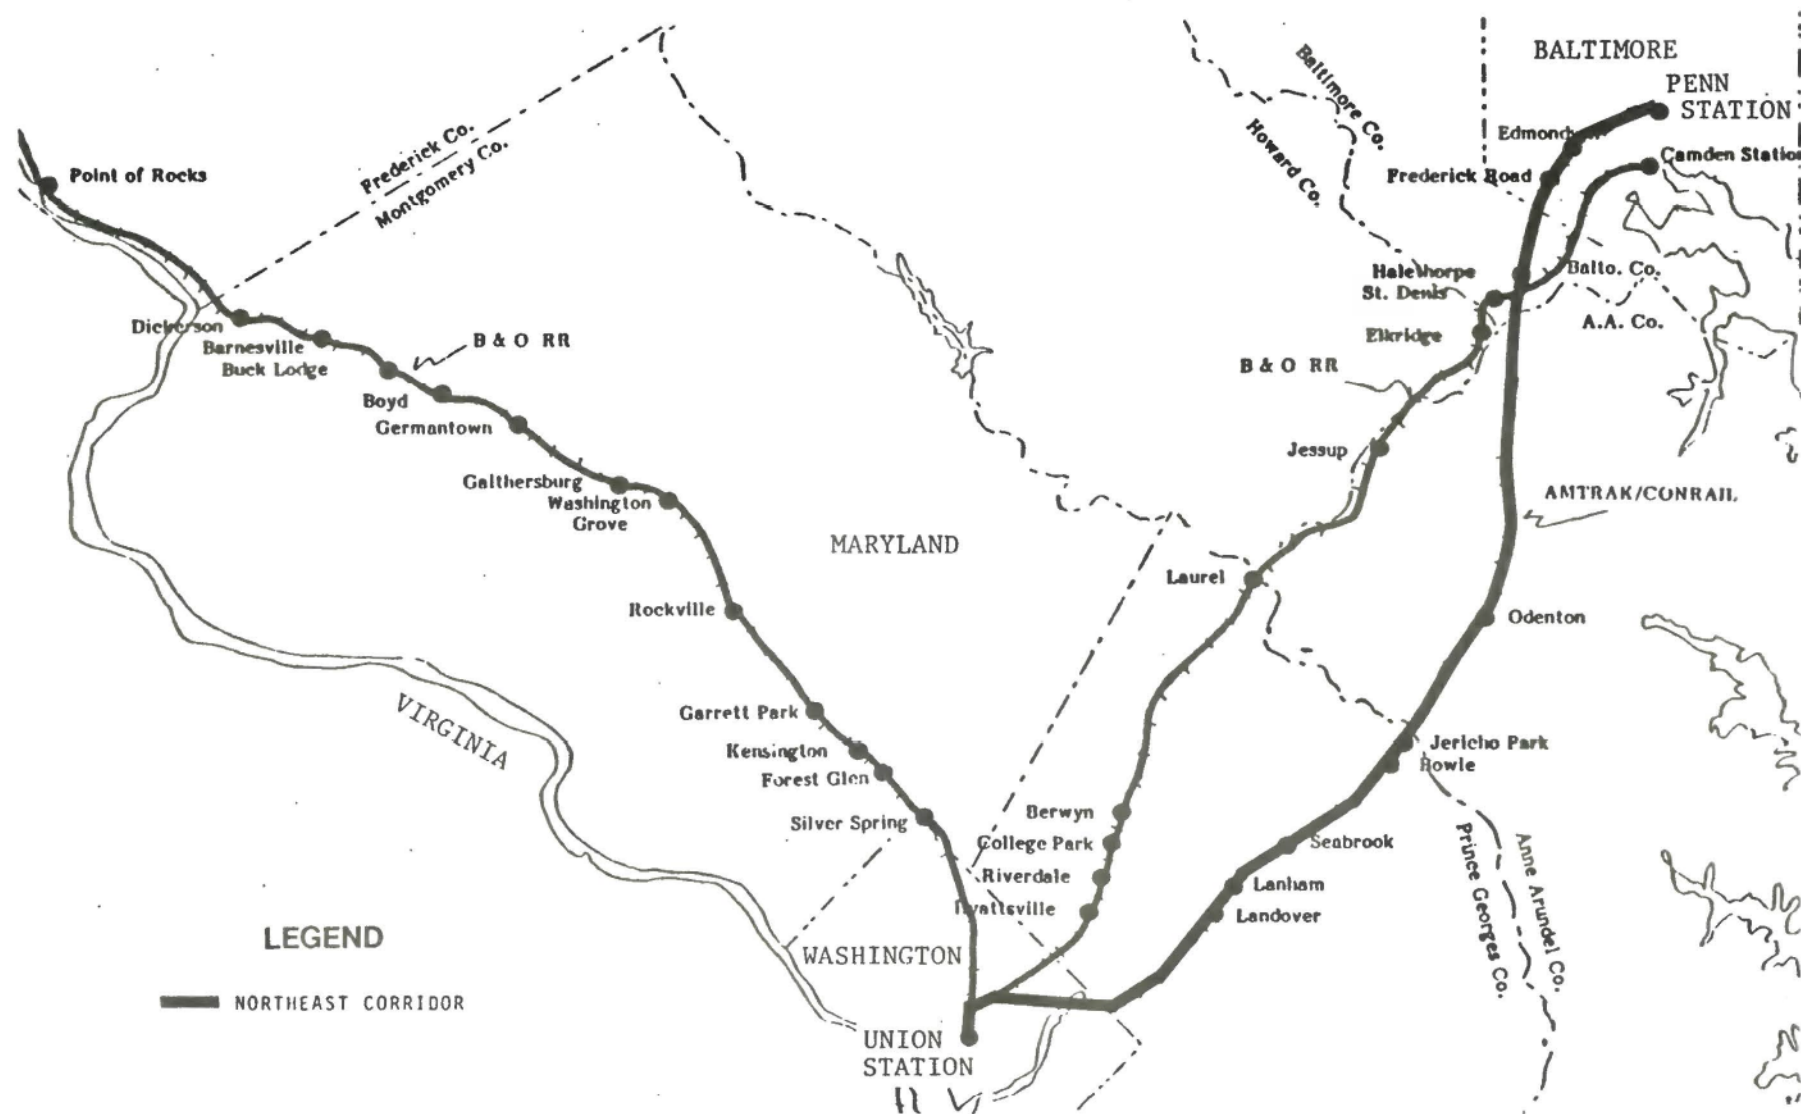 BALTIMORE
PENN
STATION
Baltimore Co.
Howard Co.
Camden Station
Frederick Road
Point of Rocks
Frederick Co.
Montgomery Co.
Halethorpe
St. Denis
Balto. Co.
A.A. Co.
Elkridge
Dickerson
Barnesville
Buck Lodge
B & O RR
B & O RR
Boyd
Germantown
Jessup
Gaithersburg
Washington
Grove
AMTRAK/CONRAIL
MARYLAND
Laurel
Rockville
Odenton
VIRGINIA
Garrett Park
Kensington
Forest Glen
Silver Spring
Jericho Park
Bowie
Berwyn
College Park
Riverdale
Hyattsville
Seabrook
Lanham
Landover
Prince Georges Co.
Anne Arundel Co.
LEGEND
NORTHEAST CORRIDOR
WASHINGTON
UNION
STATION